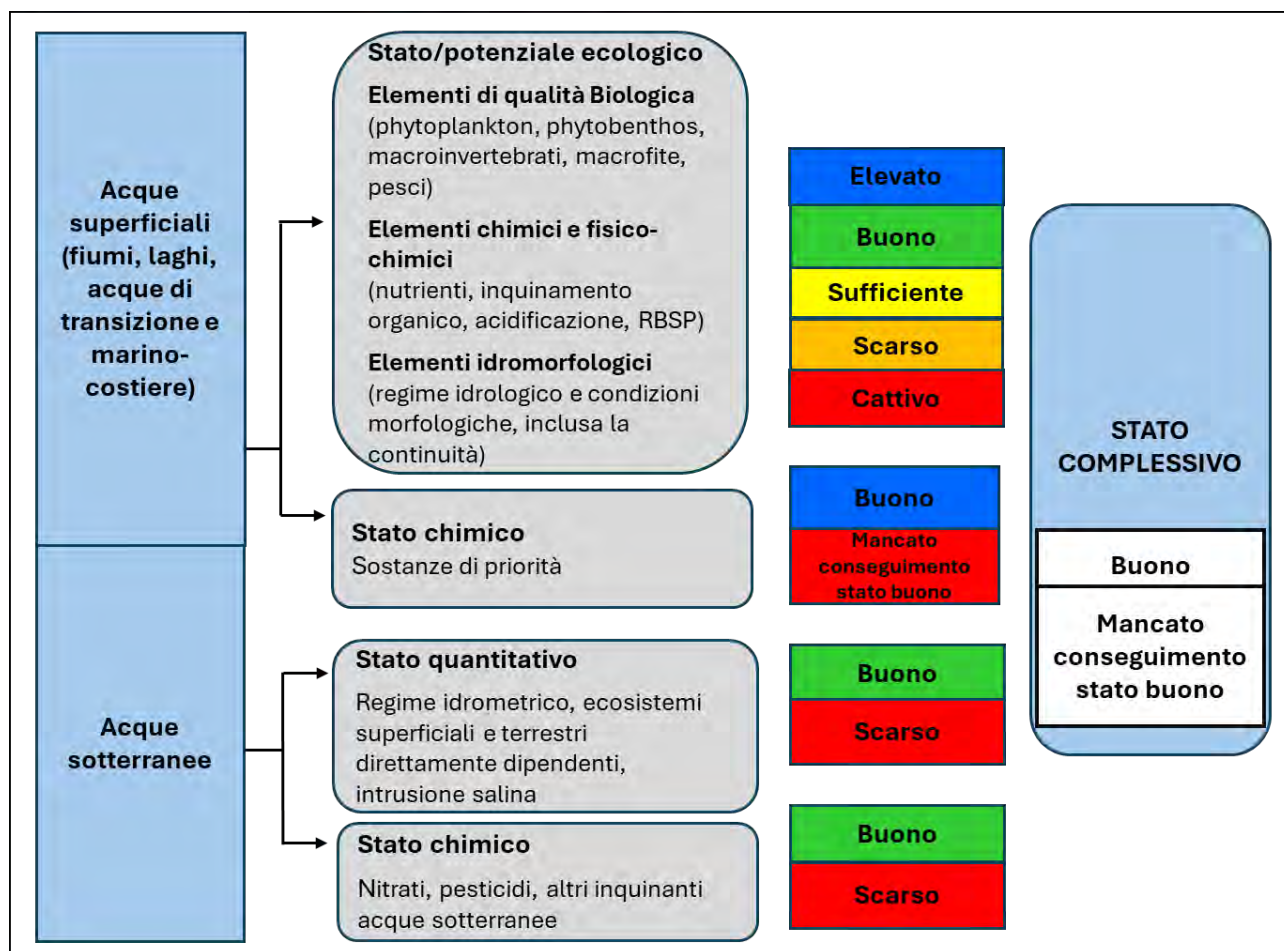 Acque
superficiali
(fiumi, laghi,
acque di
transizione e
marino-
costiere)
Stato/potenziale ecologico
Elementi di qualità Biologica
(phytoplankton, phytobenthos,
macroinvertebrati, macrofite,
pesci)
Elementi chimici e fisico-
chimici
(nutrienti, inquinamento
organico, acidificazione, RBSP)
Elementi idromorfologici
(regime idrologico e condizioni
morfologiche, inclusa la
continuità)
Elevato
Buono
Sufficiente
Scarso
Cattivo
Stato chimico
Sostanze di priorità
Buono
Mancato
conseguimento
stato buono
Acque
sotterranee
Stato quantitativo
Regime idrometrico, ecosistemi
superficiali e terrestri
direttamente dipendenti,
intrusione salina
Buono
Scarso
Stato chimico
Nitrati, pesticidi, altri inquinanti
acque sotterranee
Buono
Scarso
STATO
COMPLESSIVO
Buono
Mancato
conseguimento
stato buono